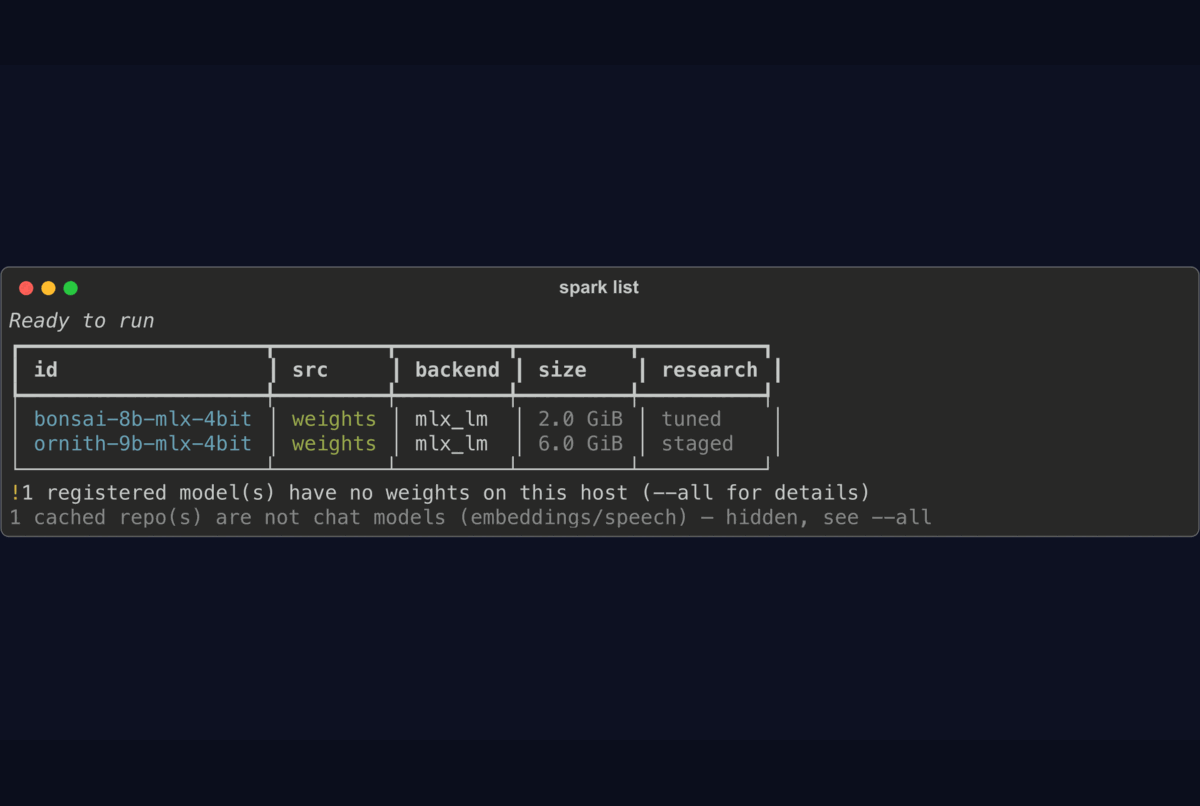 spark list
Ready to run
id src backend size research
bonsai-8b-mlx-4bit weights mlx_lm 2.0 GiB tuned
ornith-9b-mlx-4bit weights mlx_lm 6.0 GiB staged
!1 registered model(s) have no weights on this host (--all for details)
1 cached repo(s) are not chat models (embeddings/speech) — hidden, see --all